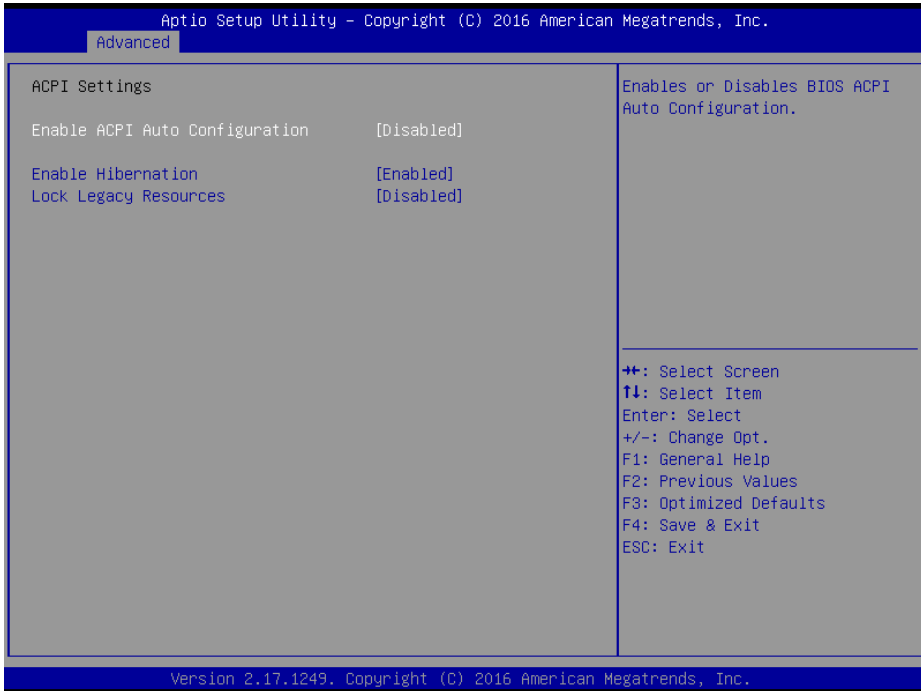 Aptio Setup Utility – Copyright (C) 2016 American Megatrends, Inc.
Advanced
ACPI Settings
Enable ACPI Auto Configuration [Disabled]
Enable Hibernation [Enabled]
Lock Legacy Resources [Disabled]
Enables or Disables BIOS ACPI
Auto Configuration.
→←: Select Screen
↑↓: Select Item
Enter: Select
+/-: Change Opt.
F1: General Help
F2: Previous Values
F3: Optimized Defaults
F4: Save & Exit
ESC: Exit
Version 2.17.1249. Copyright (C) 2016 American Megatrends, Inc.